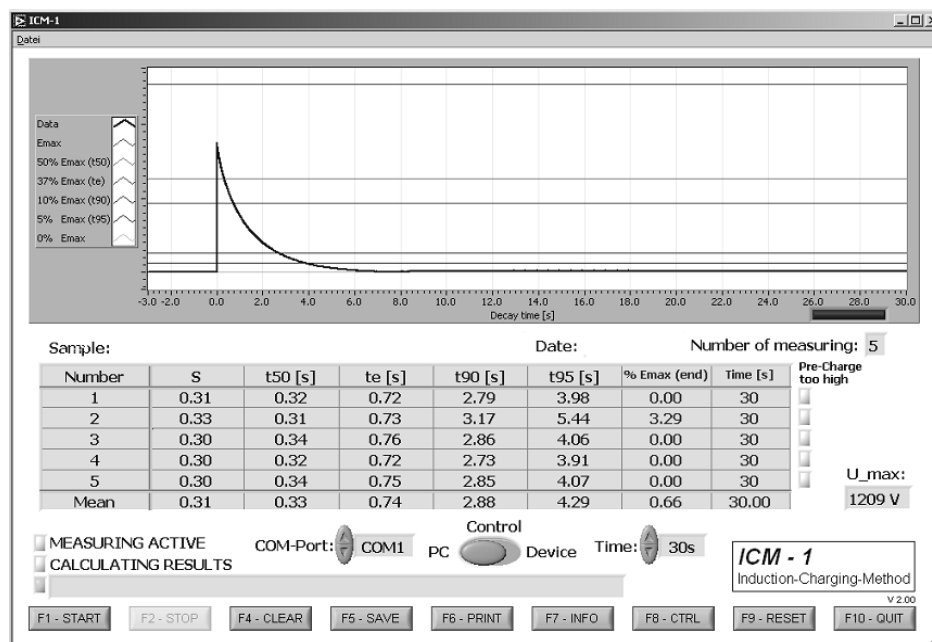 ICM-1
Datei
Data
Emax
50% Emax (t50)
37% Emax (te)
10% Emax (t90)
5% Emax (t95)
0% Emax
-3.0 -2.0 0.0 2.0 4.0 6.0 8.0 10.0 12.0 14.0 16.0 18.0 20.0 22.0 24.0 26.0 28.0 30.0
Decay time [s]
Sample: Date: Number of measuring: 5
Number S t50 [s] te [s] t90 [s] t95 [s] % Emax (end) Time [s] Pre-Charge too high
1 0.31 0.32 0.72 2.79 3.98 0.00 30
2 0.33 0.31 0.73 3.17 5.44 3.29 30
3 0.30 0.34 0.76 2.86 4.06 0.00 30
4 0.30 0.32 0.72 2.73 3.91 0.00 30
5 0.30 0.34 0.75 2.85 4.07 0.00 30
Mean 0.31 0.33 0.74 2.88 4.29 0.66 30.00
U_max:
1209 V
MEASURING ACTIVE
CALCULATING RESULTS
COM-Port: COM1
Control
PC Device
Time: 30s
ICM - 1
Induction-Charging-Method
V 2.00
F1 - START F2 - STOP F4 - CLEAR F5 - SAVE F6 - PRINT F7 - INFO F8 - CTRL F9 - RESET F10 - QUIT